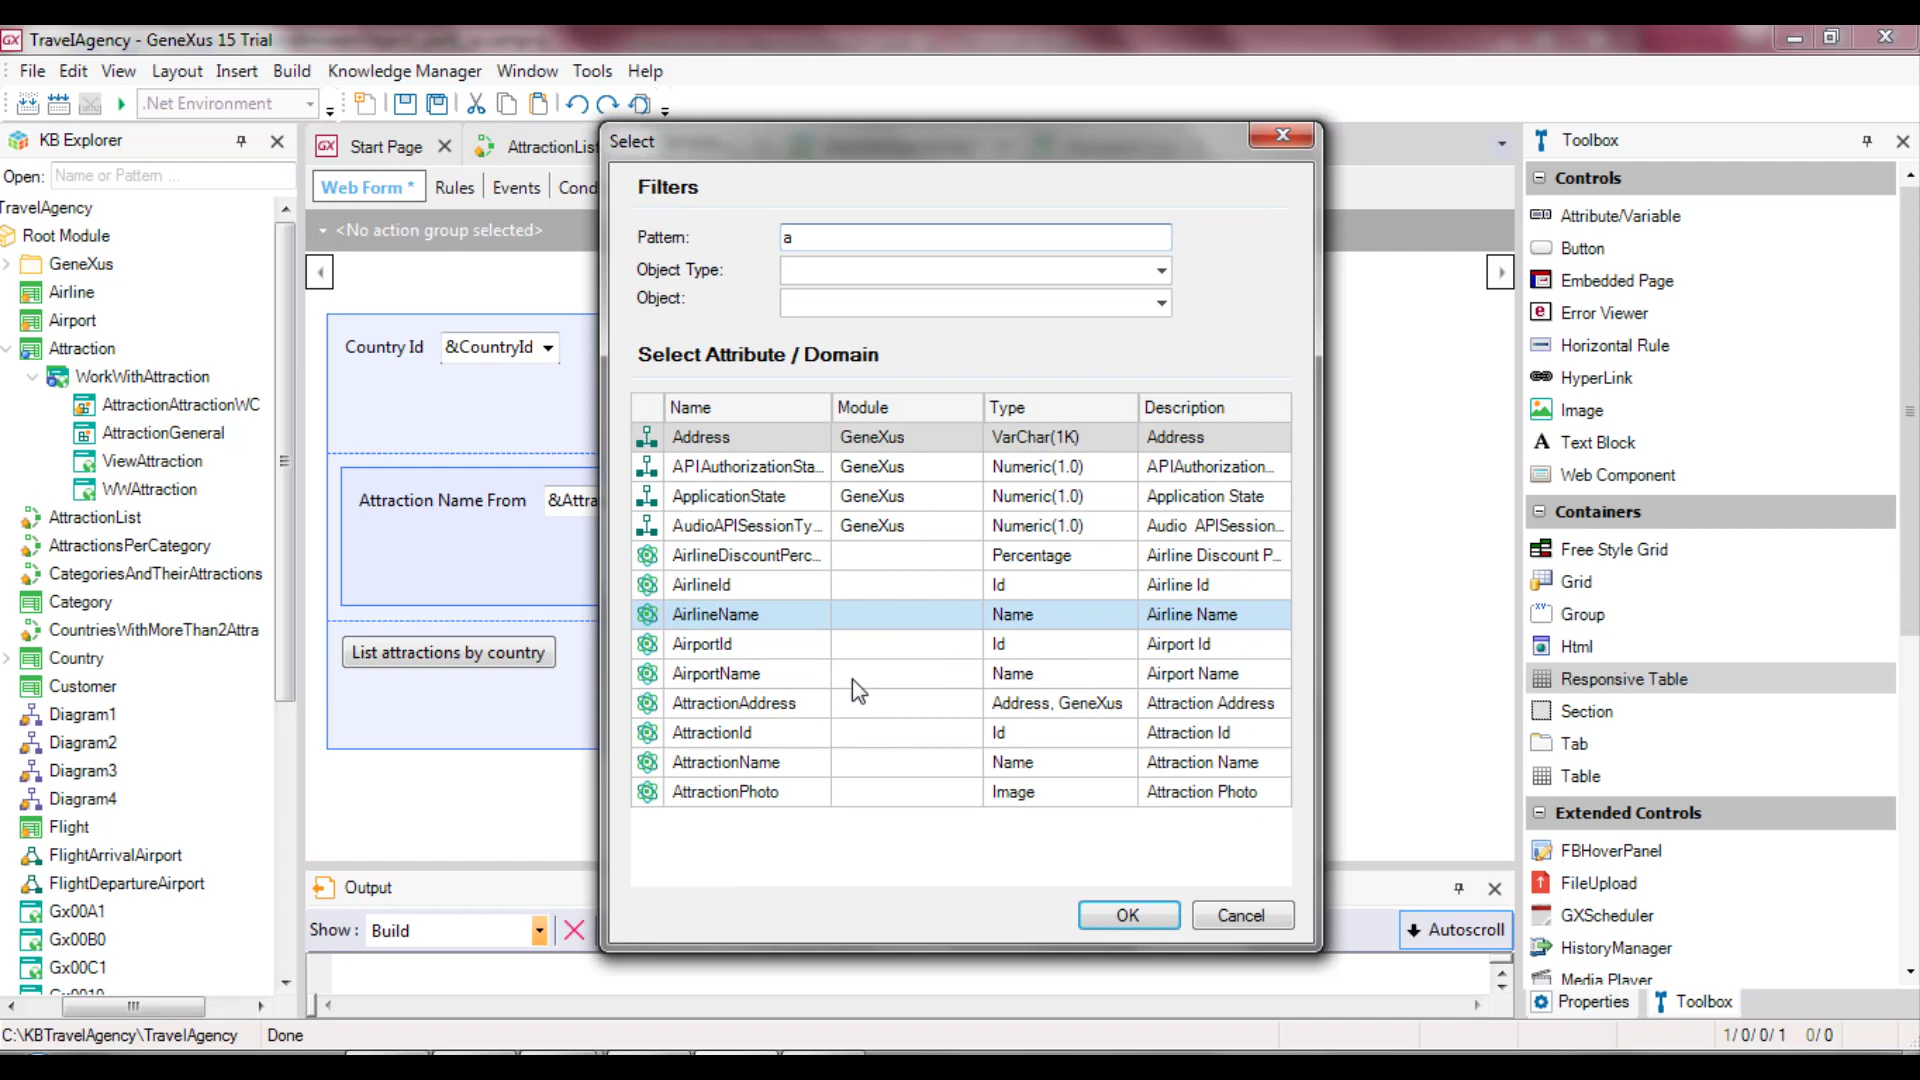 TravelAgency - GeneXus 15 Trial
File Edit View Layout Insert Build Knowledge Manager Window Tools Help
.Net Environment
KB Explorer
Open: Name or Pattern ...
TravelAgency
Root Module
GeneXus
Airline
Airport
Attraction
WorkWithAttraction
AttractionAttractionWC
AttractionGeneral
ViewAttraction
WWAttraction
AttractionList
AttractionsPerCategory
CategoriesAndTheirAttractions
Category
CountriesWithMoreThan2Attra
Country
Customer
Diagram1
Diagram2
Diagram3
Diagram4
Flight
FlightArrivalAirport
FlightDepartureAirport
Gx00A1
Gx00B0
Gx00C1
Start Page AttractionList
Web Form * Rules Events Cond
<No action group selected>
Country Id &CountryId
Attraction Name From &Attra
List attractions by country
Output
Show: Build
Autoscroll
Select
Filters
Pattern: a
Object Type:
Object:
Select Attribute / Domain
Name Module Type Description
Address GeneXus VarChar(1K) Address
APIAuthorizationSta... GeneXus Numeric(1.0) APIAuthorization...
ApplicationState GeneXus Numeric(1.0) Application State
AudioAPISessionTy... GeneXus Numeric(1.0) Audio APISession...
AirlineDiscountPerc... Percentage Airline Discount P...
AirlineId Id Airline Id
AirlineName Name Airline Name
AirportId Id Airport Id
AirportName Name Airport Name
AttractionAddress Address, GeneXus Attraction Address
AttractionId Id Attraction Id
AttractionName Name Attraction Name
AttractionPhoto Image Attraction Photo
OK Cancel
Toolbox
Controls
Attribute/Variable
Button
Embedded Page
Error Viewer
Horizontal Rule
HyperLink
Image
Text Block
Web Component
Containers
Free Style Grid
Grid
Group
Html
Responsive Table
Section
Tab
Table
Extended Controls
FBHoverPanel
FileUpload
GXScheduler
HistoryManager
Media Player
Properties Toolbox
C:\KBTravelAgency\TravelAgency Done 1/0/0/1 0/0